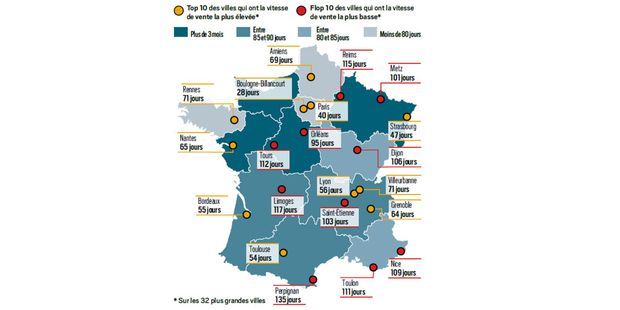 Top 10 des villes qui ont la vitesse
de vente la plus élevée*
Flop 10 des villes qui ont la vitesse
de vente la plus basse*
Plus de 3 mois
Entre
85 et 90 jours
Entre
80 et 85 jours
Moins de 80 jours
Amiens
69 jours
Reims
115 jours
Metz
101 jours
Rennes
71 jours
Boulogne-Billancourt
28 jours
Paris
40 jours
Strasbourg
47 jours
Nantes
65 jours
Orléans
95 jours
Tours
112 jours
Dijon
106 jours
Lyon
56 jours
Villeurbanne
71 jours
Bordeaux
55 jours
Limoges
117 jours
Saint-Étienne
103 jours
Grenoble
64 jours
Toulouse
54 jours
Nice
109 jours
Perpignan
135 jours
Toulon
111 jours
* Sur les 32 plus grandes villes